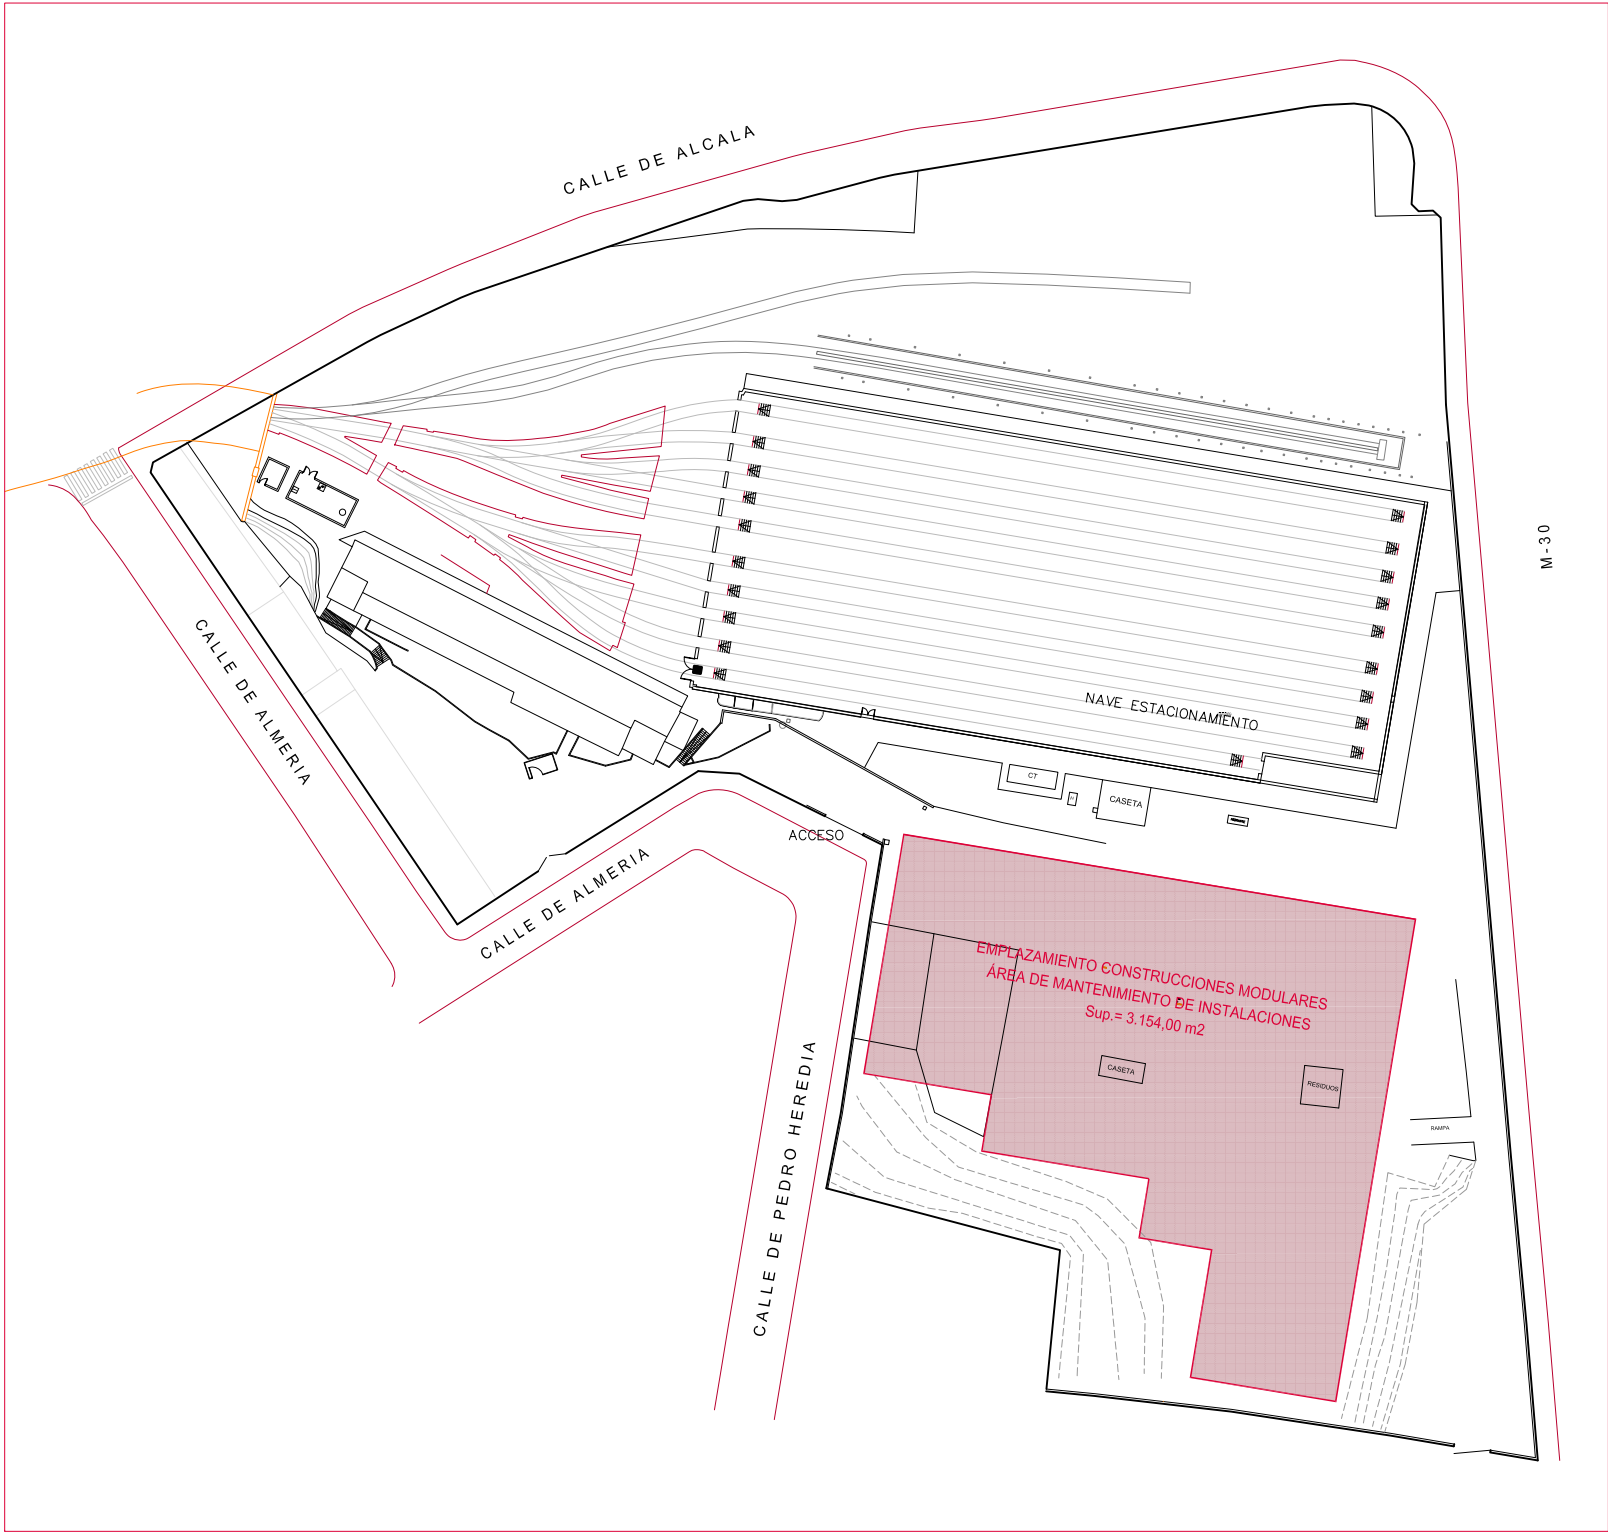 CALLE DE ALCALA
M-30
CALLE DE ALMERIA
NAVE ESTACIONAMIENTO
CT
CASETA
ACCESO
CALLE DE ALMERIA
EMPLAZAMIENTO CONSTRUCCIONES MODULARES
ÁREA DE MANTENIMIENTO DE INSTALACIONES
Sup.= 3.154,00 m2
CASETA
RESIDUOS
RAMPA
CALLE DE PEDRO HEREDIA